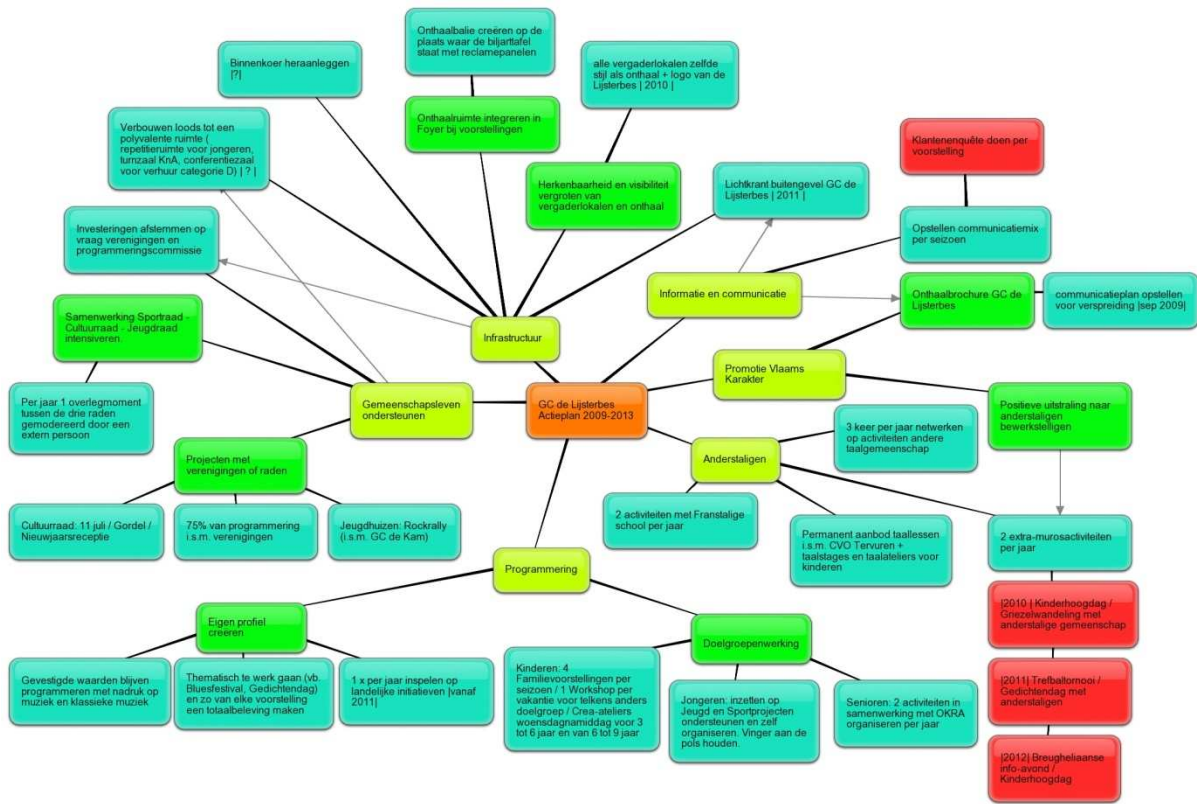 Onthaalbalie creëren op de
plaats waar de biljarttafel
staat met reclamepanelen
Binnenkoer heraanleggen
|?|
alle vergaderlokalen zelfde
stijl als onthaal + logo van de
Lijsterbes | 2010 |
Onthaalruimte integreren in
Foyer bij voorstellingen
Verbouwen loods tot een
polyvalente ruimte (
repetitieruimte voor jongeren,
turnzaal KnA, conferentiezaal
voor verhuur categorie D) | ? |
Klantenenquête doen per
voorstelling
Herkenbaarheid en visibiliteit
vergroten van
vergaderlokalen en onthaal
Lichtkrant buitengevel GC de
Lijsterbes | 2011 |
Investeringen afstemmen op
vraag verenigingen en
programmeringscommissie
Opstellen communicatiemix
per seizoen
Informatie en communicatie
Onthaalbrochure GC de
Lijsterbes
communicatieplan opstellen
voor verspreiding |sep 2009|
Samenwerking Sportraad -
Cultuurraad - Jeugdraad
intensiveren.
Infrastructuur
Promotie Vlaams
Karakter
Per jaar 1 overlegmoment
tussen de drie raden
gemodereerd door een
extern persoon
Gemeenschapsleven
ondersteunen
GC de Lijsterbes
Actieplan 2009-2013
Positieve uitstraling naar
anderstaligen
bewerkstelligen
3 keer per jaar netwerken
op activiteiten andere
taalgemeenschap
Anderstaligen
Projecten met
verenigingen of raden
2 activiteiten met Franstalige
school per jaar
Cultuurraad: 11 juli / Gordel /
Nieuwjaarsreceptie
75% van programmering
i.s.m. verenigingen
Jeugdhuizen: Rockrally
(i.s.m. GC de Kam)
Permanent aanbod taallessen
i.s.m. CVO Tervuren +
taalstages en taalateliers voor
kinderen
2 extra-murosactiviteiten
per jaar
Programmering
|2010 | Kinderhoogdag /
Griezelwandeling met
anderstalige gemeenschap
Eigen profiel
creëren
Doelgroepenwerking
Gevestigde waarden blijven
programmeren met nadruk op
muziek en klassieke muziek
Thematisch te werk gaan (vb.
Bluesfestival, Gedichtendag)
en zo van elke voorstelling
een totaalbeleving maken
1 x per jaar inspelen op
landelijke initiatieven |vanaf
2011|
Kinderen: 4
Familievoorstellingen per
seizoen / 1 Workshop per
vakantie voor telkens anders
doelgroep / Crea-ateliers
woensdagnamiddag voor 3
tot 6 jaar en van 6 tot 9 jaar
Jongeren: inzetten op
Jeugd en Sportprojecten
ondersteunen en zelf
organiseren. Vinger aan de
pols houden.
Senioren: 2 activiteiten in
samenwerking met OKRA
organiseren per jaar
|2011| Trefbaltornooi /
Gedichtendag met
anderstaligen
|2012| Breugheliaanse
info-avond /
Kinderhoogdag